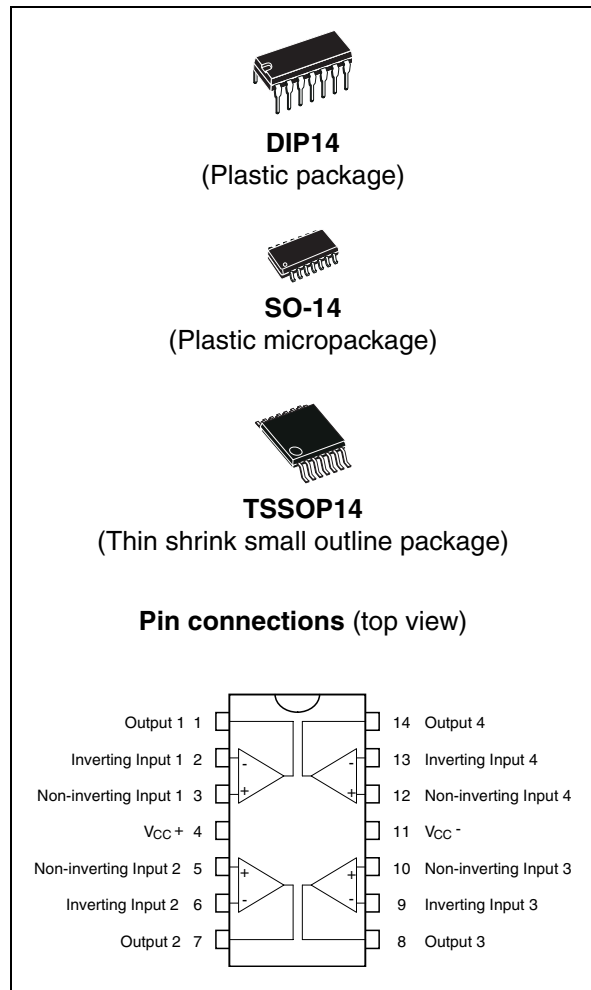 DIP14
(Plastic package)
SO-14
(Plastic micropackage)
TSSOP14
(Thin shrink small outline package)
Pin connections (top view)
Output 1 1 14 Output 4
Inverting Input 1 2 - - 13 Inverting Input 4
Non-inverting Input 1 3 + + 12 Non-inverting Input 4
VCC + 4 11 VCC -
Non-inverting Input 2 5 + + 10 Non-inverting Input 3
Inverting Input 2 6 - - 9 Inverting Input 3
Output 2 7 8 Output 3